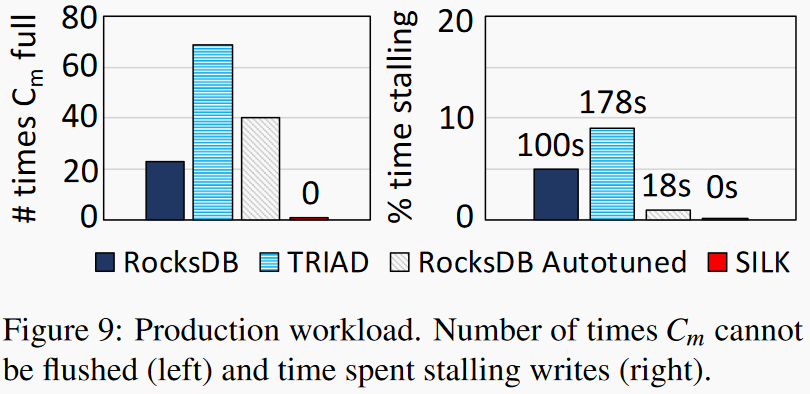 # times Cm full
80
60
40
20
0
0
% time stalling
20
10
0
100s
178s
18s
0s
RocksDB
TRIAD
RocksDB Autotuned
SILK
Figure 9: Production workload. Number of times Cm cannot
be flushed (left) and time spent stalling writes (right).